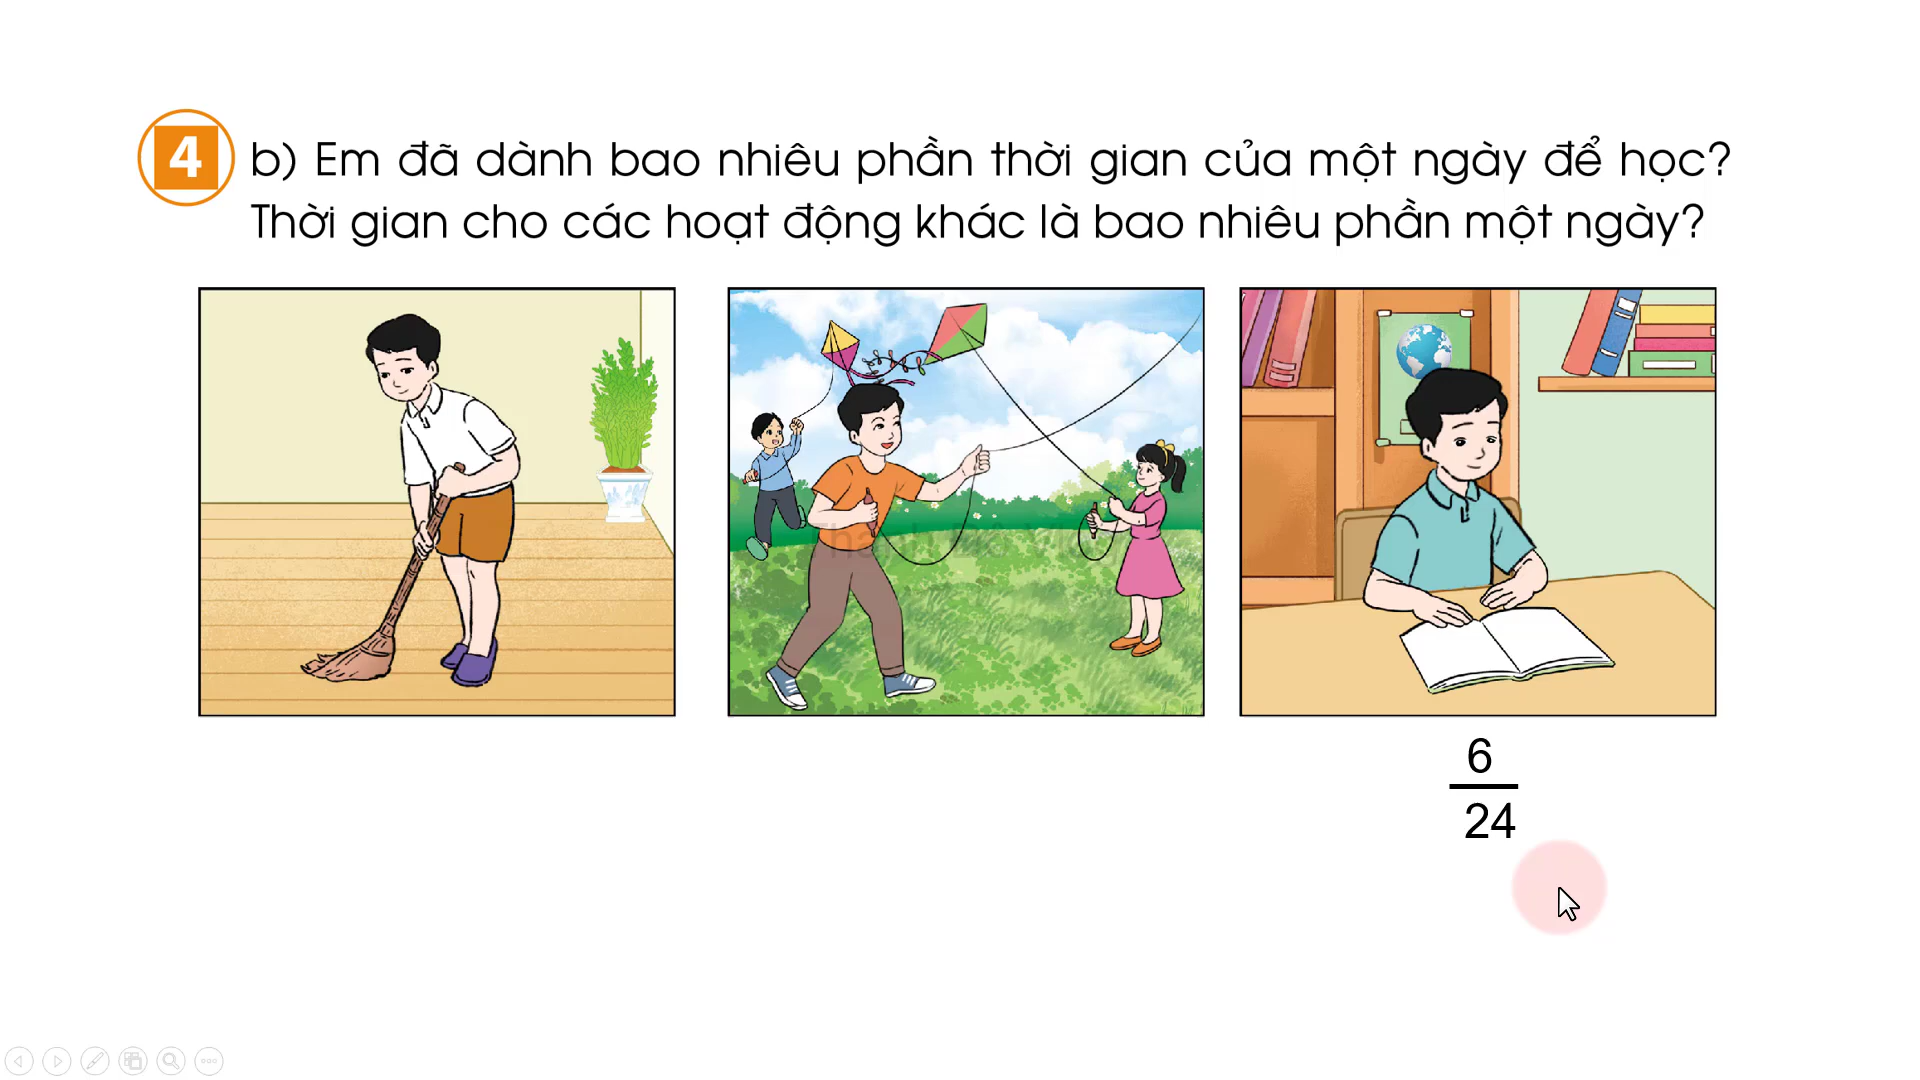 4 b) Em đã dành bao nhiêu phần thời gian của một ngày để học?
Thời gian cho các hoạt động khác là bao nhiêu phần một ngày?
6
24